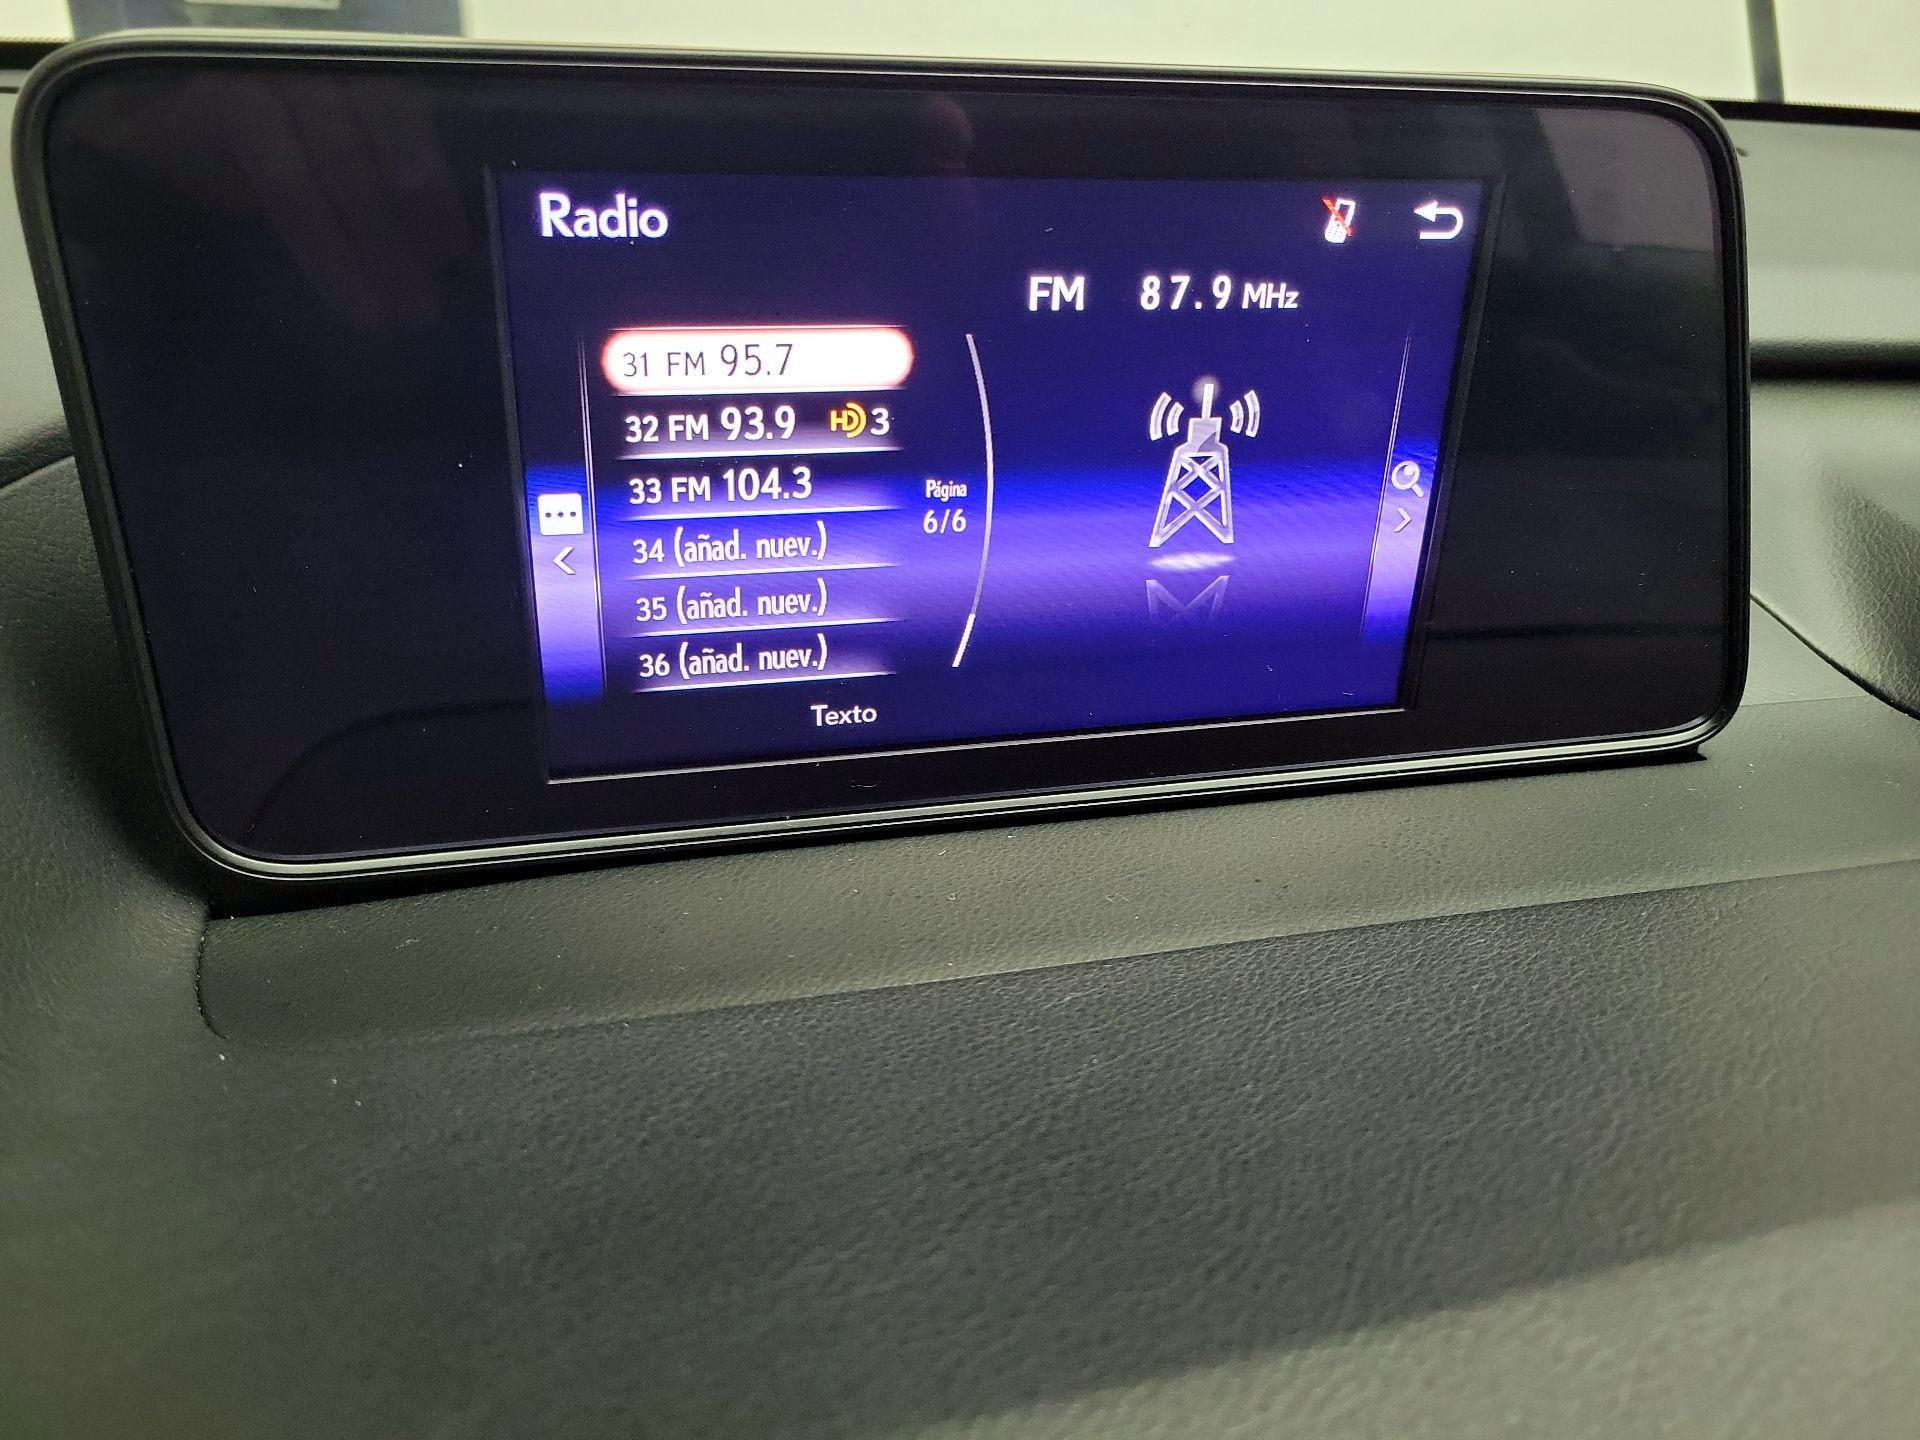 Radio
FM 87.9 MHz
31 FM 95.7
32 FM 93.9 HD 3
33 FM 104.3
34 (añad. nuev.)
35 (añad. nuev.)
36 (añad. nuev.)
Página
6/6
Texto